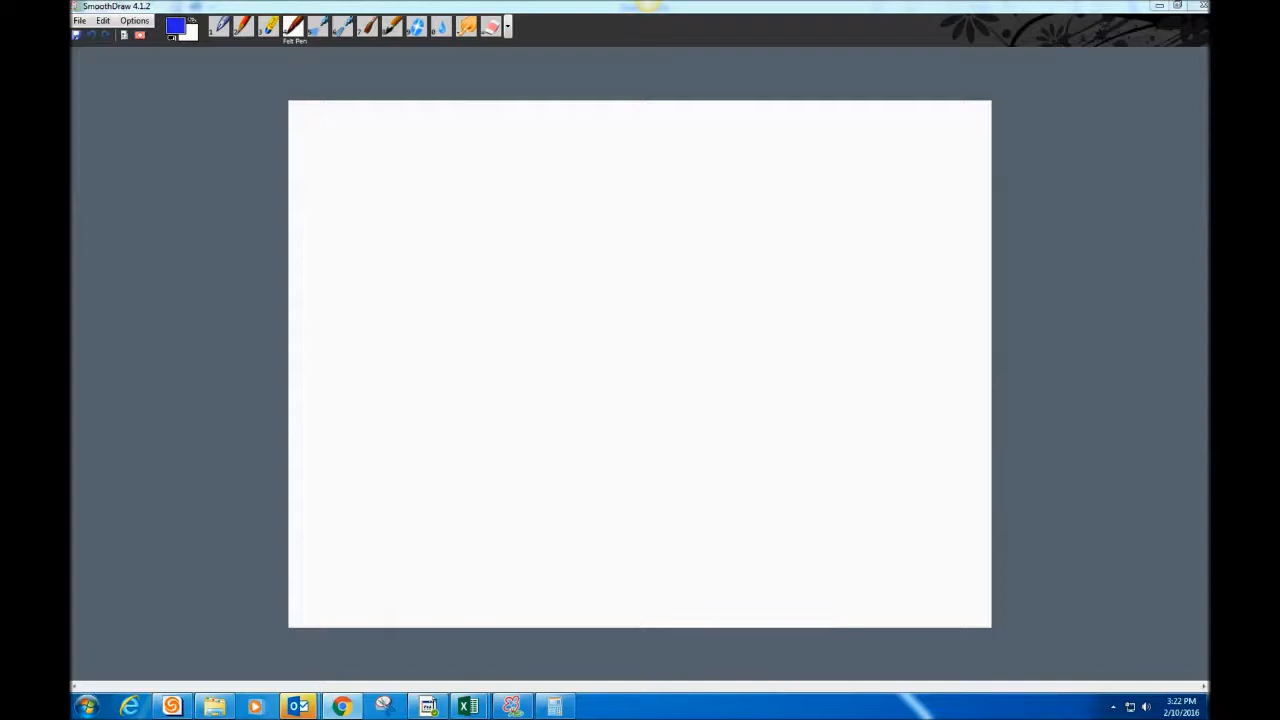 SmoothDraw 4.1.2
File Edit Options
Felt Pen
3:22 PM
2/10/2016